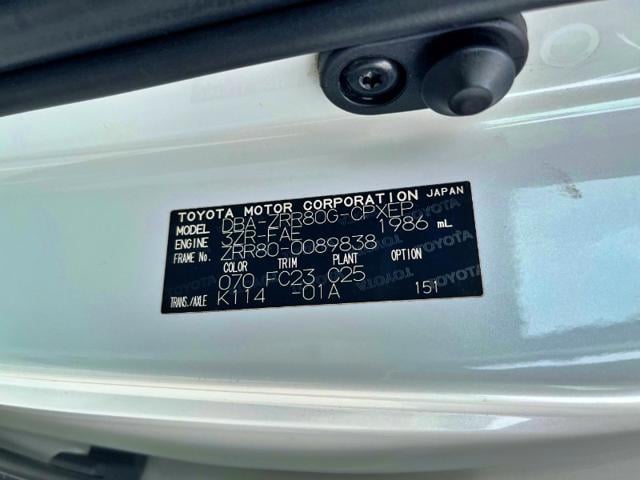 TOYOTA MOTOR CORPORATION JAPAN
MODEL DBA-ZRR80G-CPXEP
ENGINE 3ZR-FAE 1986 mL
FRAME No. ZRR80-0089838
COLOR TRIM PLANT OPTION
070 FC23 C25
TRANS./AXLE K114 -01A 151